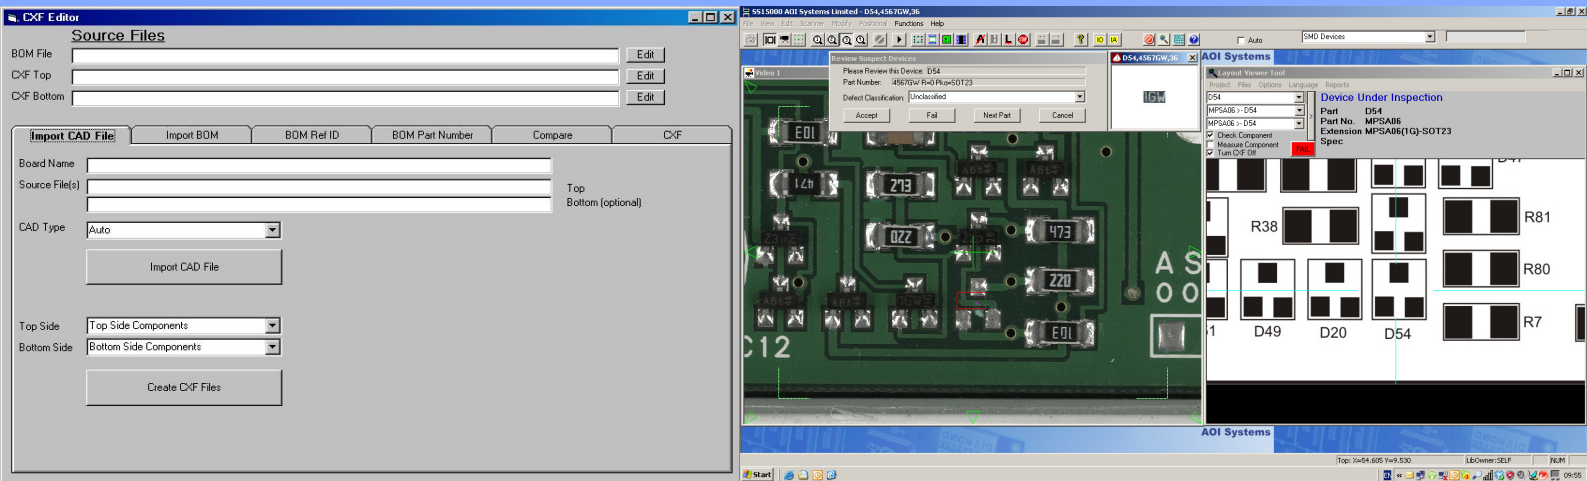 CXF Editor
Source Files
BOM File
Edit
CXF Top
Edit
CXF Bottom
Edit
Import CAD File
Import BOM
BOM Ref ID
BOM Part Number
Compare
CXF
Board Name
Source File(s)
Top
Bottom (optional)
CAD Type
Auto
Import CAD File
Top Side
Top Side Components
Bottom Side
Bottom Side Components
Create CXF Files
SS15000 AOI Systems Limited - D54,4567GW,36
File View Edit Scanner Modify Positional Functions Help
Auto
SMD Devices
AOI Systems
Video 1
Review Suspect Devices
Please Review this Device: D54
Part Number: 4567GW R=0 Pkg=SOT23
Defect Classification: Unclassified
Accept
Fail
Next Part
Cancel
D54,4567GW,36
1GW
E01
471
273
022
473
220
E01
C12
A S
0 0
Layout Viewer Tool
Project Files Options Language Reports
D54
MPSA06 >- D54
MPSA06 >- D54
Check Component
Measure Component
Turn CXF Off
FAIL
Device Under Inspection
Part D54
Part No. MPSA06
Extension MPSA06(1G)-SOT23
Spec
D47
R38
R81
R80
D49
D20
D54
R7
AOI Systems
Top: X=54.605 Y=9.530
LibOwner:SELF
NUM
Start
09:55